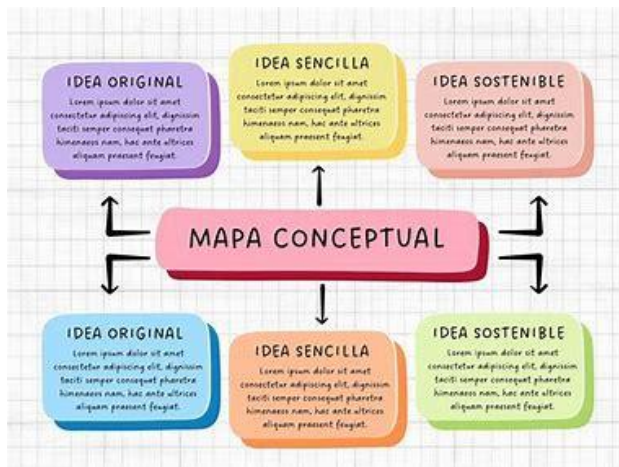 IDEA ORIGINAL
Lorem ipsum dolor sit amet
consectetur adipiscing elit, dignissim
taciti semper consequat pharetra
himenaeos nam, hac ante ultrices
aliquam praesent feugiat.
IDEA SENCILLA
Lorem ipsum dolor sit amet
consectetur adipiscing elit, dignissim
taciti semper consequat pharetra
himenaeos nam, hac ante ultrices
aliquam praesent feugiat.
IDEA SOSTENIBLE
Lorem ipsum dolor sit amet
consectetur adipiscing elit, dignissim
taciti semper consequat pharetra
himenaeos nam, hac ante ultrices
aliquam praesent feugiat.
MAPA CONCEPTUAL
IDEA ORIGINAL
Lorem ipsum dolor sit amet
consectetur adipiscing elit, dignissim
taciti semper consequat pharetra
himenaeos nam, hac ante ultrices
aliquam praesent feugiat.
IDEA SENCILLA
Lorem ipsum dolor sit amet
consectetur adipiscing elit, dignissim
taciti semper consequat pharetra
himenaeos nam, hac ante ultrices
aliquam praesent feugiat.
IDEA SOSTENIBLE
Lorem ipsum dolor sit amet
consectetur adipiscing elit, dignissim
taciti semper consequat pharetra
himenaeos nam, hac ante ultrices
aliquam praesent feugiat.